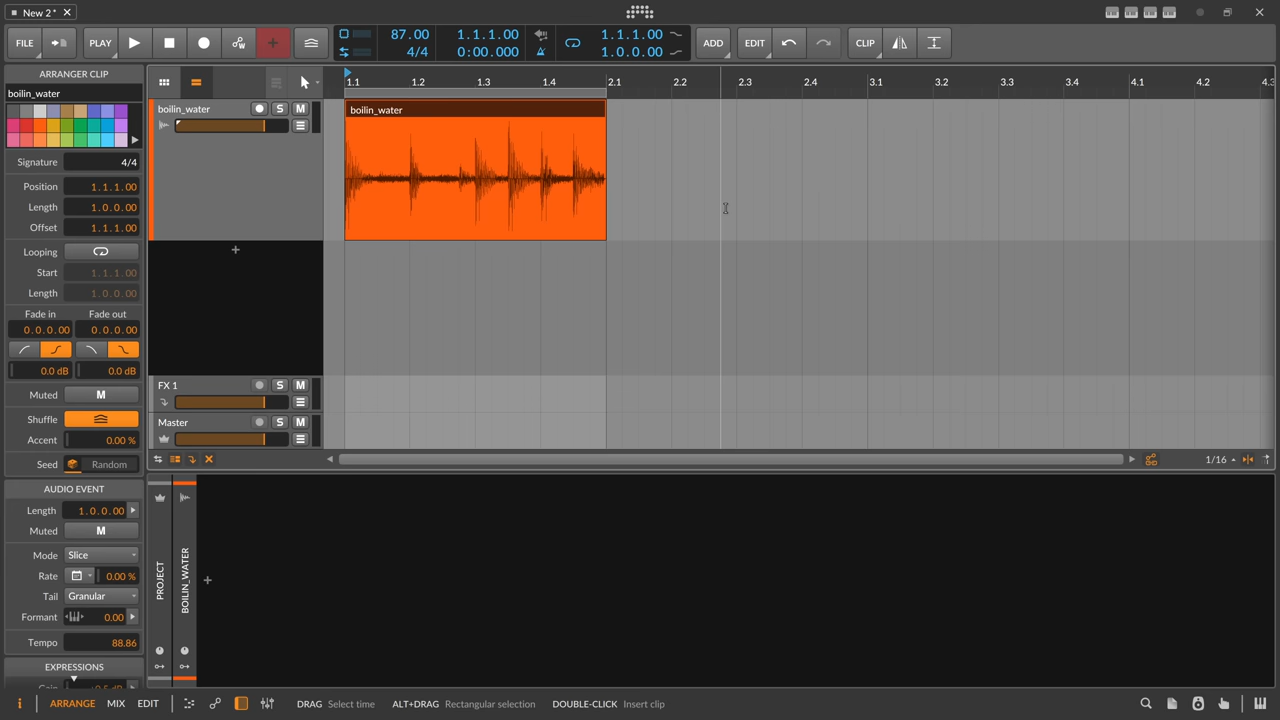 New 2*
FILE
PLAY
87.00
4/4
1.1.1.00
0:00.000
1.1.1.00
1.0.0.00
ADD
EDIT
CLIP
ARRANGER CLIP
boilin_water
Signature 4/4
Position 1.1.1.00
Length 1.0.0.00
Offset 1.1.1.00
Looping
Start 1.1.1.00
Length 1.0.0.00
Fade in Fade out
0.0.0.00 0.0.0.00
0.0 dB 0.0 dB
Muted M
Shuffle
Accent 0.00 %
Seed Random
AUDIO EVENT
Length 1.0.0.00
Muted M
Mode Slice
Rate 0.00 %
Tail Granular
Formant 0.00
Tempo 88.86
EXPRESSIONS
1.1 1.2 1.3 1.4 2.1 2.2 2.3 2.4 3.1 3.2 3.3 3.4 4.1 4.2 4.3
boilin_water S M
boilin_water
+
FX 1 S M
Master S M
1/16
PROJECT
BOILIN_WATER
+
i ARRANGE MIX EDIT
DRAG Select time ALT+DRAG Rectangular selection DOUBLE-CLICK Insert clip